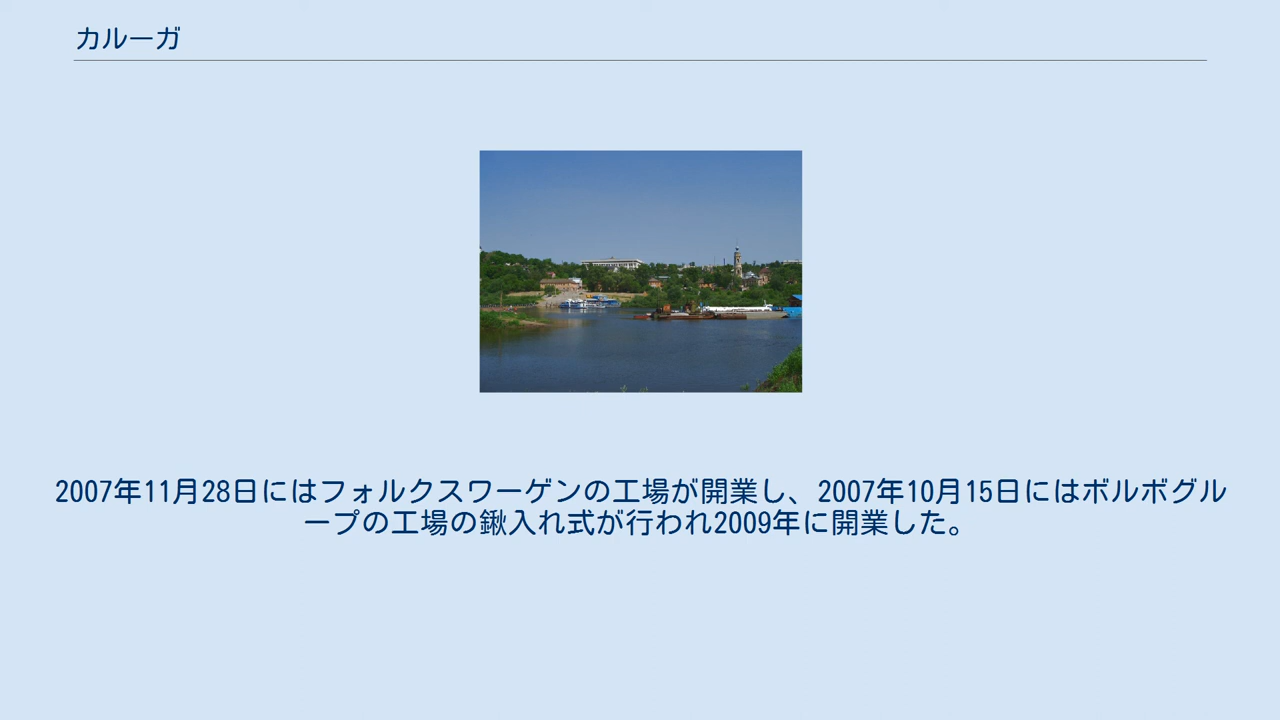 カルーガ
2007年11月28日にはフォルクスワーゲンの工場が開業し、2007年10月15日にはボルボグル
ープの工場の鍬入れ式が行われ2009年に開業した。